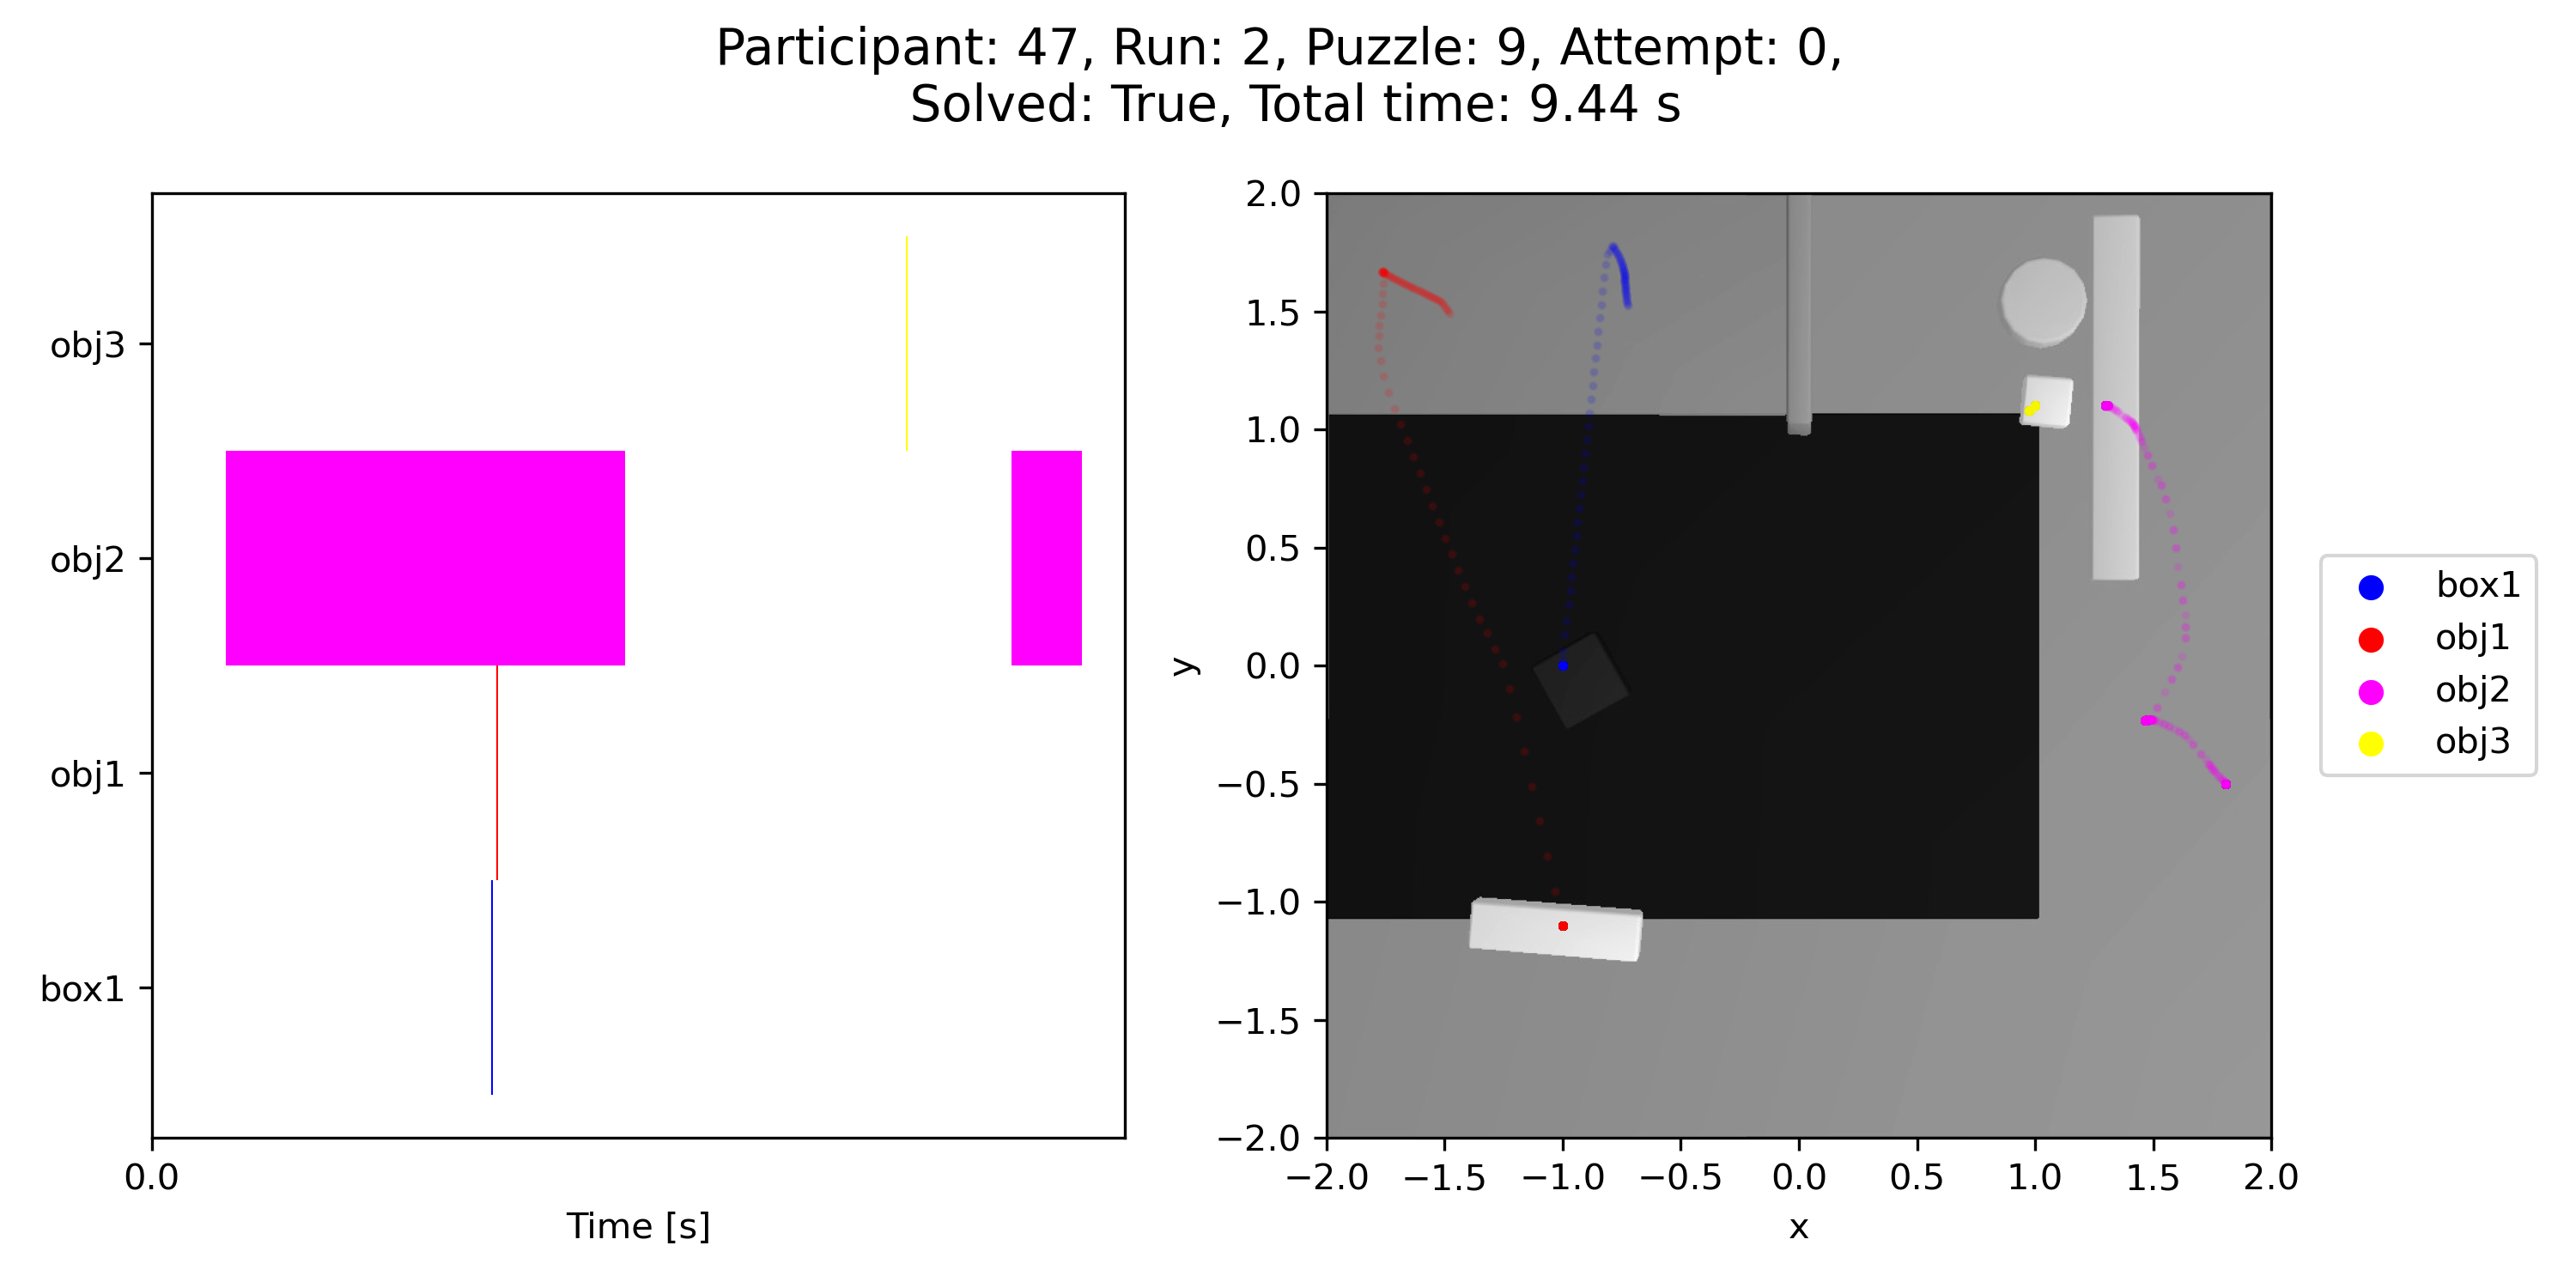 Participant: 47, Run: 2, Puzzle: 9, Attempt: 0,
Solved: True, Total time: 9.44 s
obj3
obj2
obj1
box1
0.0
Time [s]
2.0
1.5
1.0
0.5
0.0
−0.5
−1.0
−1.5
−2.0
y
−2.0 −1.5 −1.0 −0.5 0.0 0.5 1.0 1.5 2.0
x
box1
obj1
obj2
obj3